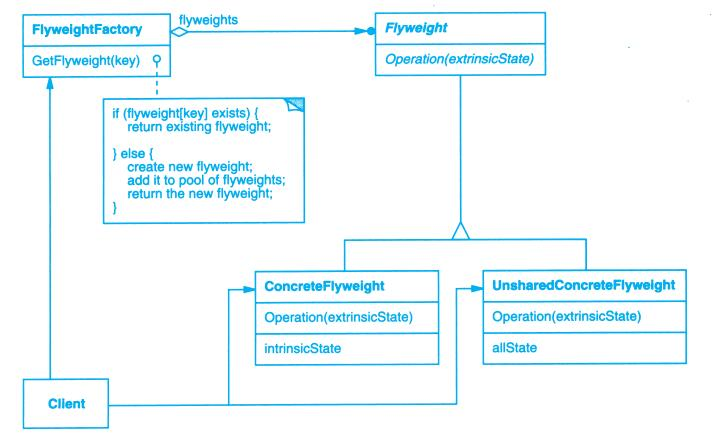 flyweights
FlyweightFactory
Flyweight
GetFlyweight(key)
Operation(extrinsicState)
if (flyweight[key] exists) {
return existing flyweight;
} else {
create new flyweight;
add it to pool of flyweights;
return the new flyweight;
}
ConcreteFlyweight
Operation(extrinsicState)
intrinsicState
UnsharedConcreteFlyweight
Operation(extrinsicState)
allState
Client